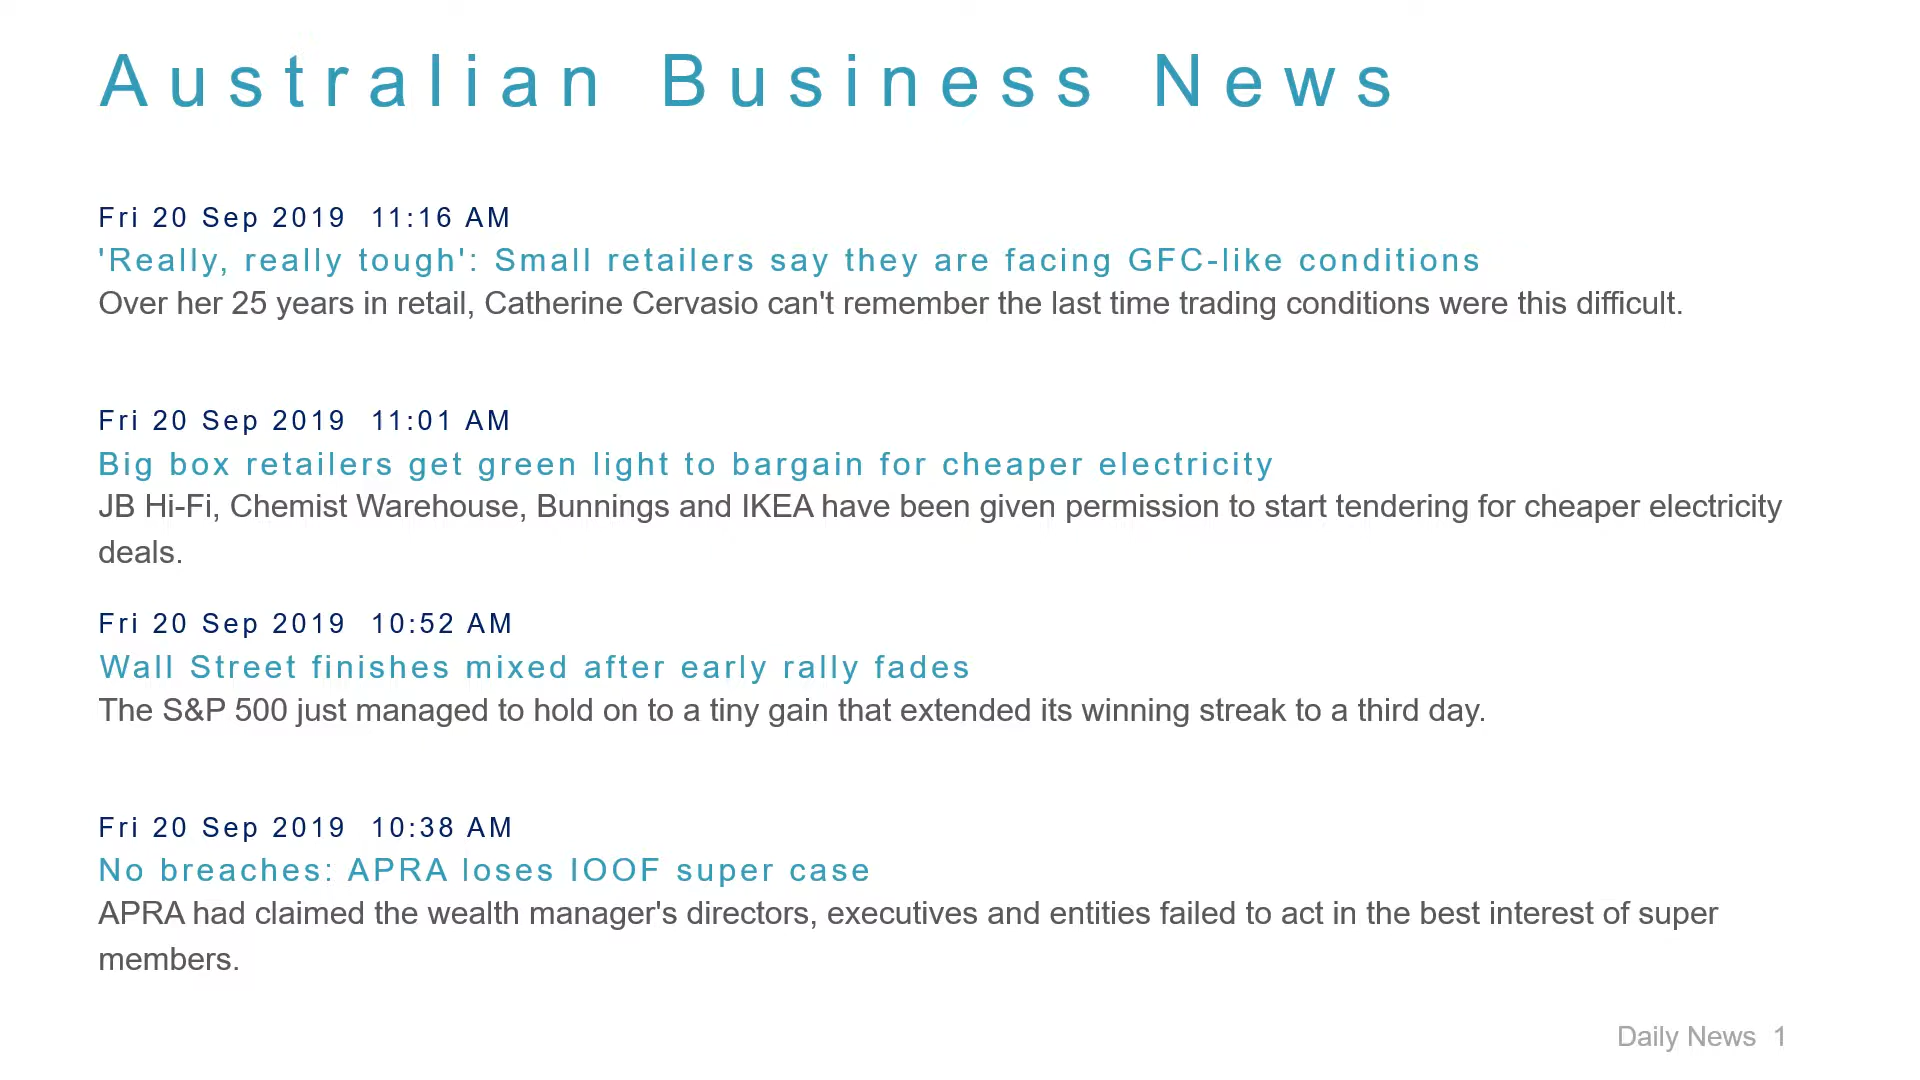 Australian Business News
Fri 20 Sep 2019  11:16 AM
'Really, really tough': Small retailers say they are facing GFC-like conditions
Over her 25 years in retail, Catherine Cervasio can't remember the last time trading conditions were this difficult.
Fri 20 Sep 2019  11:01 AM
Big box retailers get green light to bargain for cheaper electricity
JB Hi-Fi, Chemist Warehouse, Bunnings and IKEA have been given permission to start tendering for cheaper electricity
deals.
Fri 20 Sep 2019  10:52 AM
Wall Street finishes mixed after early rally fades
The S&P 500 just managed to hold on to a tiny gain that extended its winning streak to a third day.
Fri 20 Sep 2019  10:38 AM
No breaches: APRA loses IOOF super case
APRA had claimed the wealth manager's directors, executives and entities failed to act in the best interest of super
members.
Daily News  1